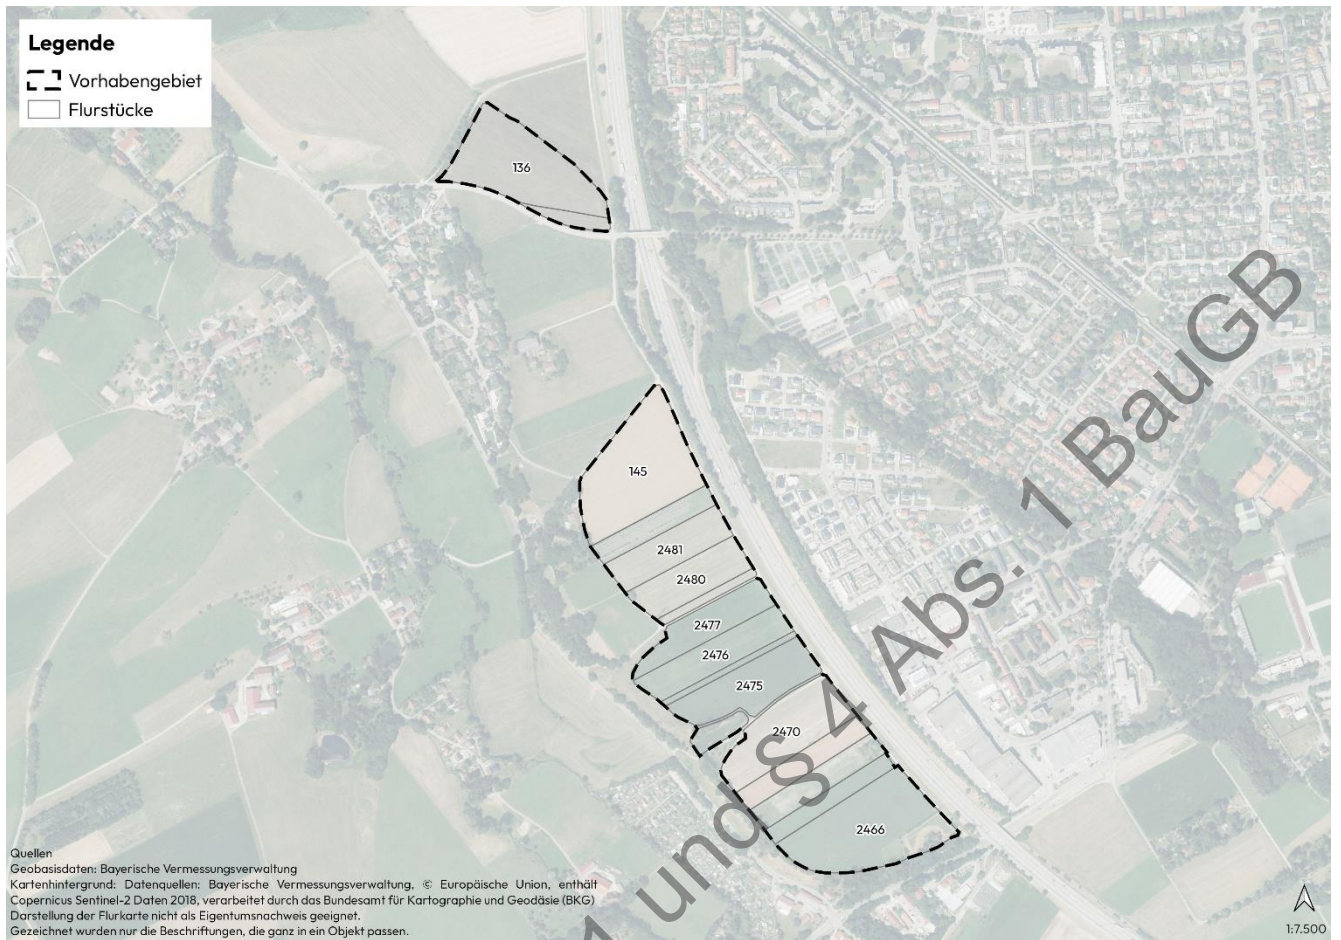 Legende
Vorhabengebiet
Flurstücke
136
145
2481
2480
2477
2476
2475
2470
2466
1 und § 4 Abs. 1 BauGB
Quellen
Geobasisdaten: Bayerische Vermessungsverwaltung
Kartenhintergrund: Datenquellen: Bayerische Vermessungsverwaltung, © Europäische Union, enthält
Copernicus Sentinel-2 Daten 2018, verarbeitet durch das Bundesamt für Kartographie und Geodäsie (BKG)
Darstellung der Flurkarte nicht als Eigentumsnachweis geeignet.
Gezeichnet wurden nur die Beschriftungen, die ganz in ein Objekt passen.
1:7.500